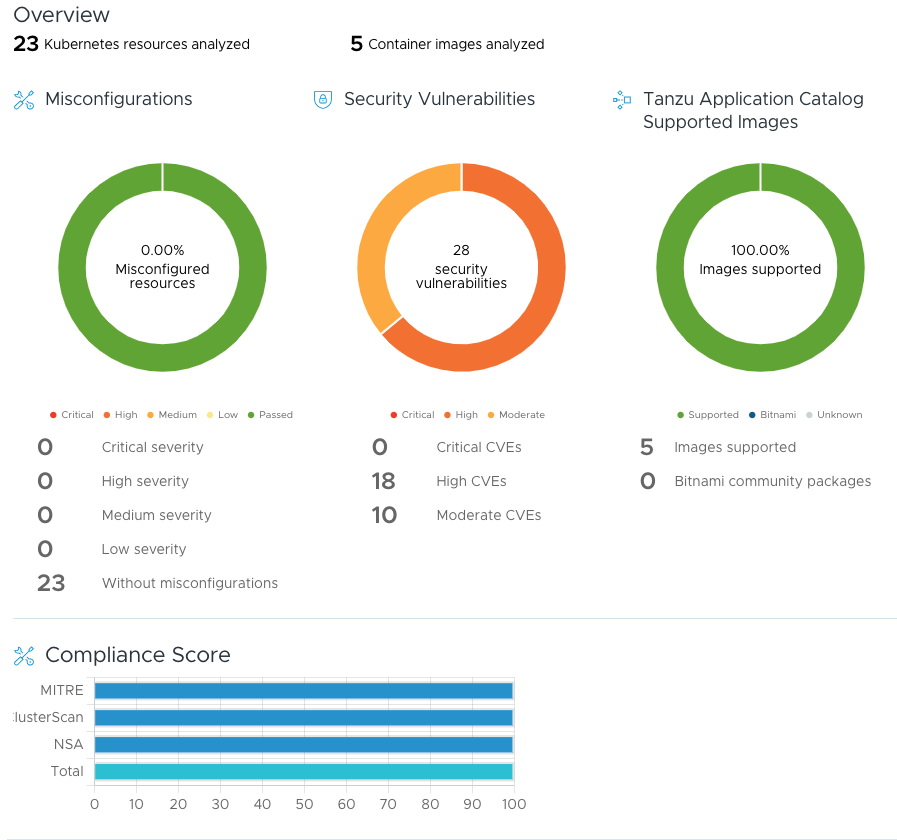 Overview
23 Kubernetes resources analyzed
5 Container images analyzed
Misconfigurations
Security Vulnerabilities
Tanzu Application Catalog
Supported Images
0.00%
Misconfigured
resources
28
security
vulnerabilities
100.00%
Images supported
Critical High Medium Low Passed
Critical High Moderate
Supported Bitnami Unknown
0 Critical severity
0 High severity
0 Medium severity
0 Low severity
23 Without misconfigurations
0 Critical CVEs
18 High CVEs
10 Moderate CVEs
5 Images supported
0 Bitnami community packages
Compliance Score
MITRE
lusterScan
NSA
Total
0 10 20 30 40 50 60 70 80 90 100